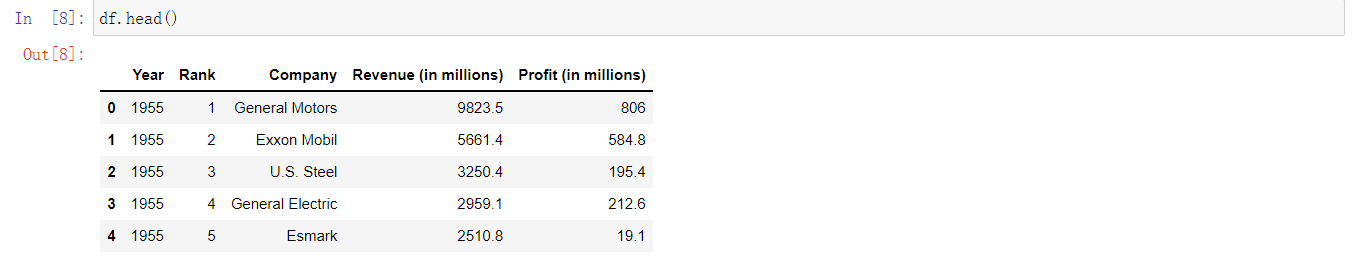 In [8]: df.head()
Out[8]:
Year Rank Company Revenue (in millions) Profit (in millions)
0 1955 1 General Motors 9823.5 806
1 1955 2 Exxon Mobil 5661.4 584.8
2 1955 3 U.S. Steel 3250.4 195.4
3 1955 4 General Electric 2959.1 212.6
4 1955 5 Esmark 2510.8 19.1